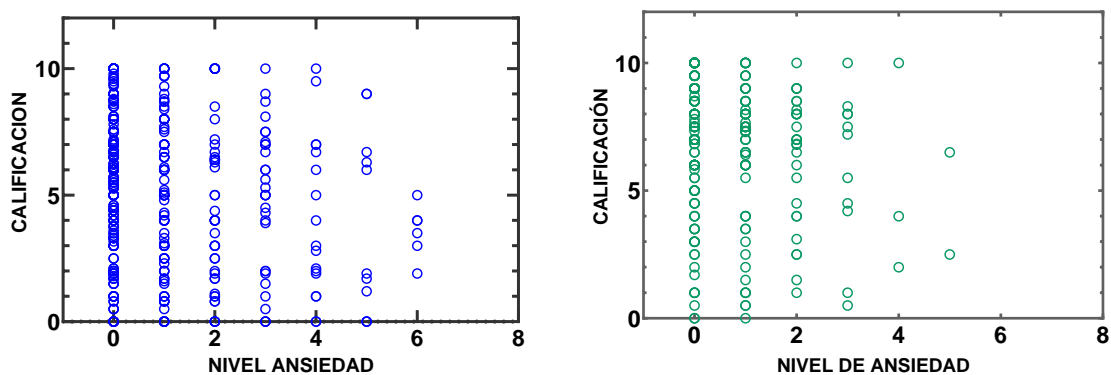 CALIFICACION
10
5
0
0 2 4 6 8
NIVEL ANSIEDAD
CALIFICACIÓN
10
5
0
0 2 4 6 8
NIVEL DE ANSIEDAD